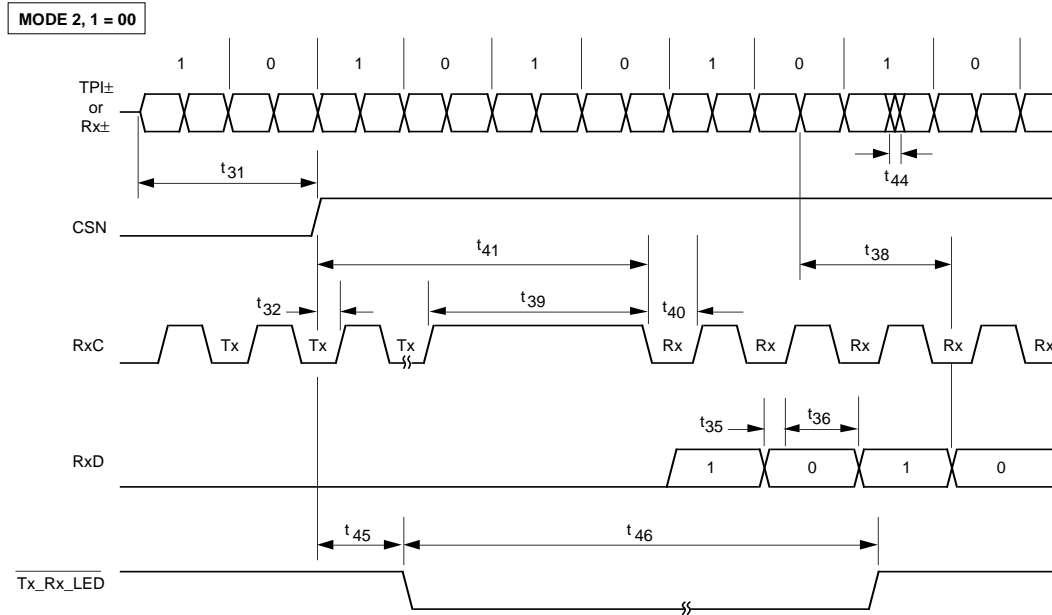 MODE 2, 1 = 00
1 0 1 0 1 0 1 0 1 0
TPI±
or
Rx±
t31
t44
CSN
t41
t38
t32
t39
t40
RxC
Tx Tx Tx Rx Rx Rx Rx Rx
t35
t36
RxD
1 0 1 0
t45
t46
Tx_Rx_LED